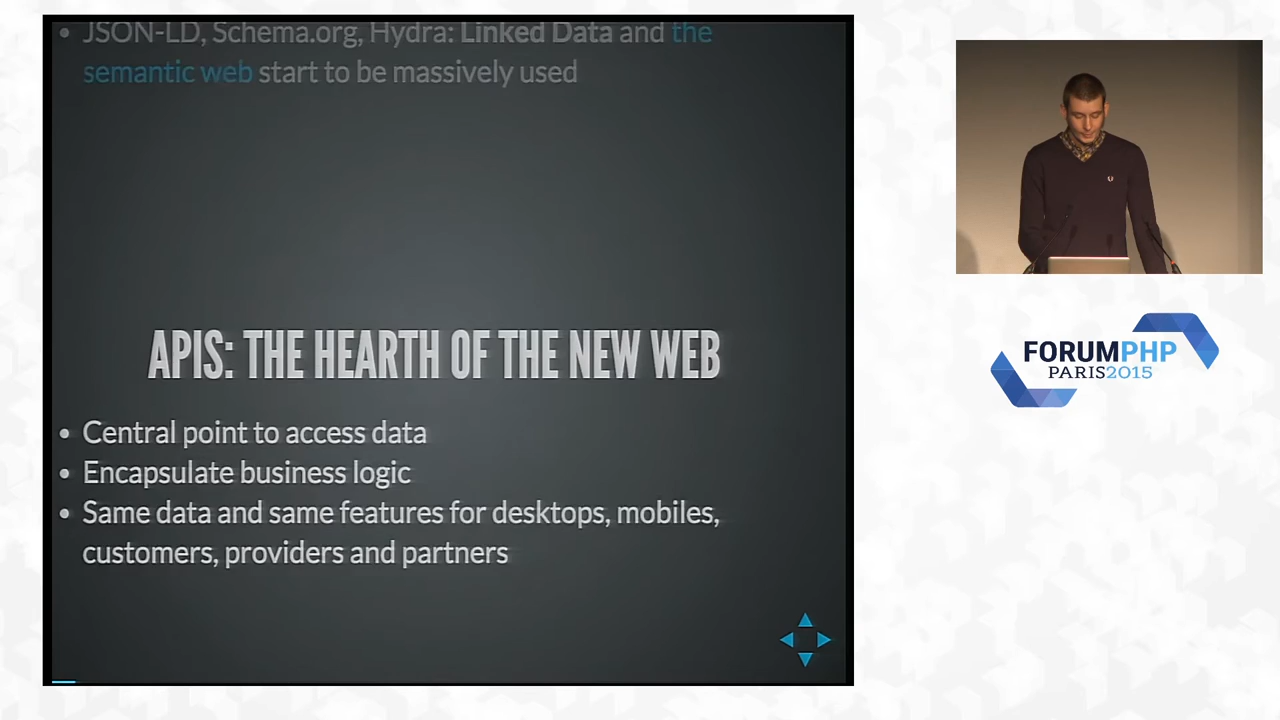 • JSON-LD, Schema.org, Hydra: Linked Data and the
semantic web start to be massively used
APIS: THE HEARTH OF THE NEW WEB
• Central point to access data
• Encapsulate business logic
• Same data and same features for desktops, mobiles,
customers, providers and partners
FORUMPHP
PARIS2015